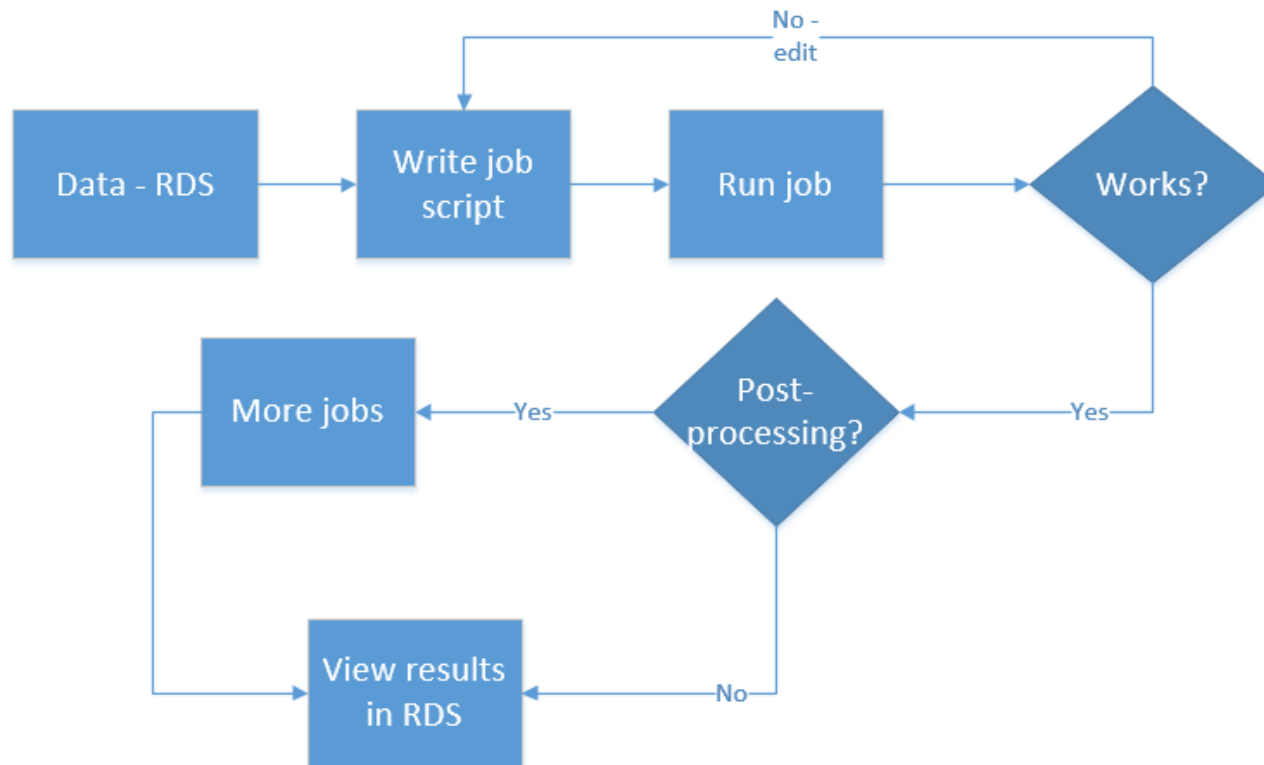 No -
edit
Data - RDS
Write job
script
Run job
Works?
Post-
processing?
More jobs
Yes
Yes
View results
in RDS
No